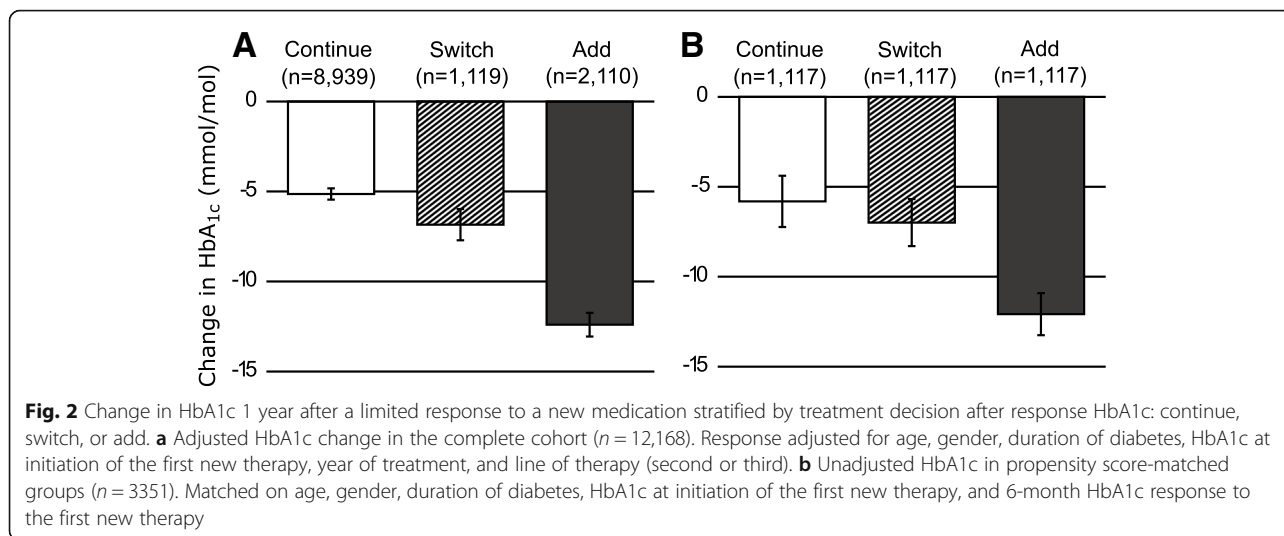 A
Continue
(n=8,939)
Switch
(n=1,119)
Add
(n=2,110)
0
-5
-10
-15
Change in HbA1c (mmol/mol)
B
Continue
(n=1,117)
Switch
(n=1,117)
Add
(n=1,117)
0
-5
-10
-15
Fig. 2 Change in HbA1c 1 year after a limited response to a new medication stratified by treatment decision after response HbA1c: continue,
switch, or add. a Adjusted HbA1c change in the complete cohort (n = 12,168). Response adjusted for age, gender, duration of diabetes, HbA1c at
initiation of the first new therapy, year of treatment, and line of therapy (second or third). b Unadjusted HbA1c in propensity score-matched
groups (n = 3351). Matched on age, gender, duration of diabetes, HbA1c at initiation of the first new therapy, and 6-month HbA1c response to
the first new therapy